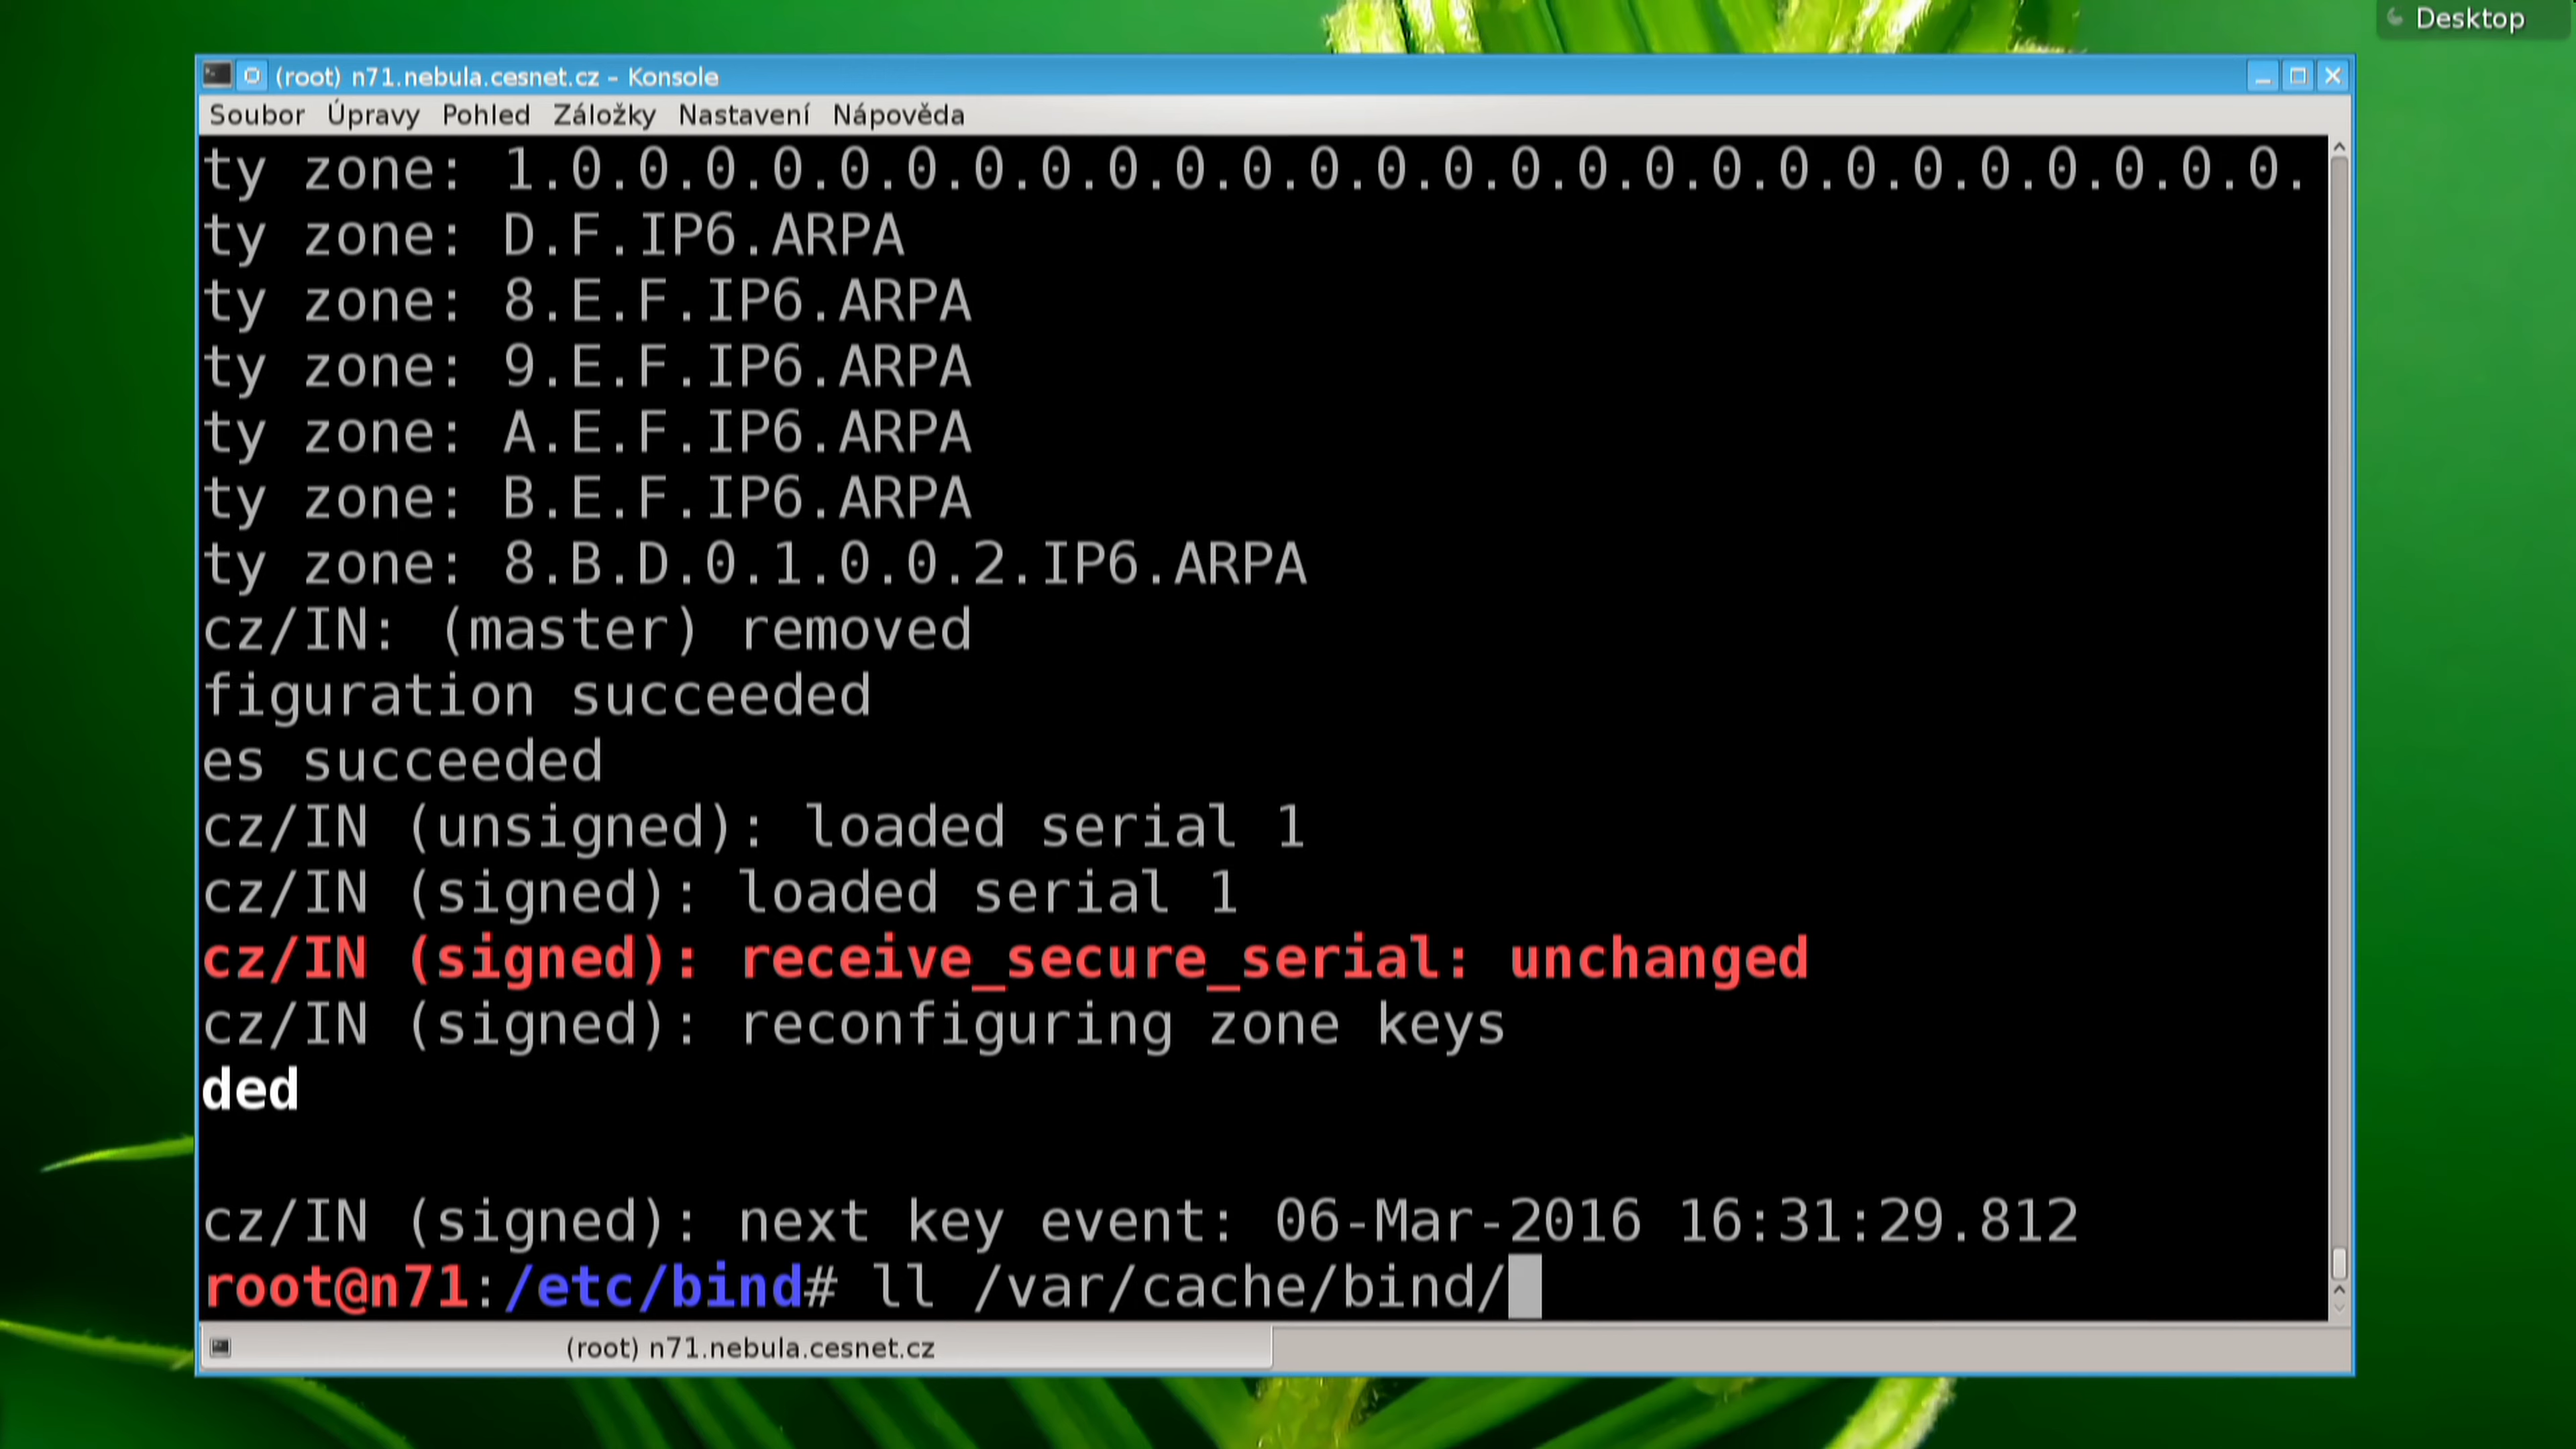 Desktop
(root) n71.nebula.cesnet.cz – Konsole
Soubor Úpravy Pohled Záložky Nastavení Nápověda
ty zone: 1.0.0.0.0.0.0.0.0.0.0.0.0.0.0.0.0.0.0.0.0.0.0.0.0.0.0.
ty zone: D.F.IP6.ARPA
ty zone: 8.E.F.IP6.ARPA
ty zone: 9.E.F.IP6.ARPA
ty zone: A.E.F.IP6.ARPA
ty zone: B.E.F.IP6.ARPA
ty zone: 8.B.D.0.1.0.0.2.IP6.ARPA
cz/IN: (master) removed
figuration succeeded
es succeeded
cz/IN (unsigned): loaded serial 1
cz/IN (signed): loaded serial 1
cz/IN (signed): receive_secure_serial: unchanged
cz/IN (signed): reconfiguring zone keys
ded
cz/IN (signed): next key event: 06-Mar-2016 16:31:29.812
root@n71:/etc/bind# ll /var/cache/bind/
(root) n71.nebula.cesnet.cz